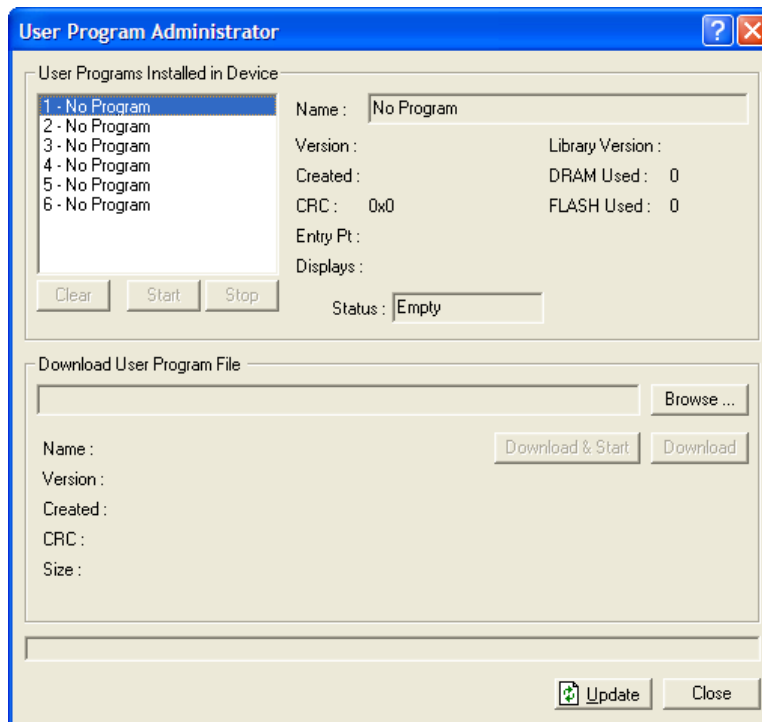 User Program Administrator
User Programs Installed in Device
1 - No Program
2 - No Program
3 - No Program
4 - No Program
5 - No Program
6 - No Program
Clear
Start
Stop
Name : No Program
Version :
Library Version :
Created :
DRAM Used : 0
CRC : 0x0
FLASH Used : 0
Entry Pt :
Displays :
Status : Empty
Download User Program File
Browse ...
Name :
Download & Start
Download
Version :
Created :
CRC :
Size :
Update
Close